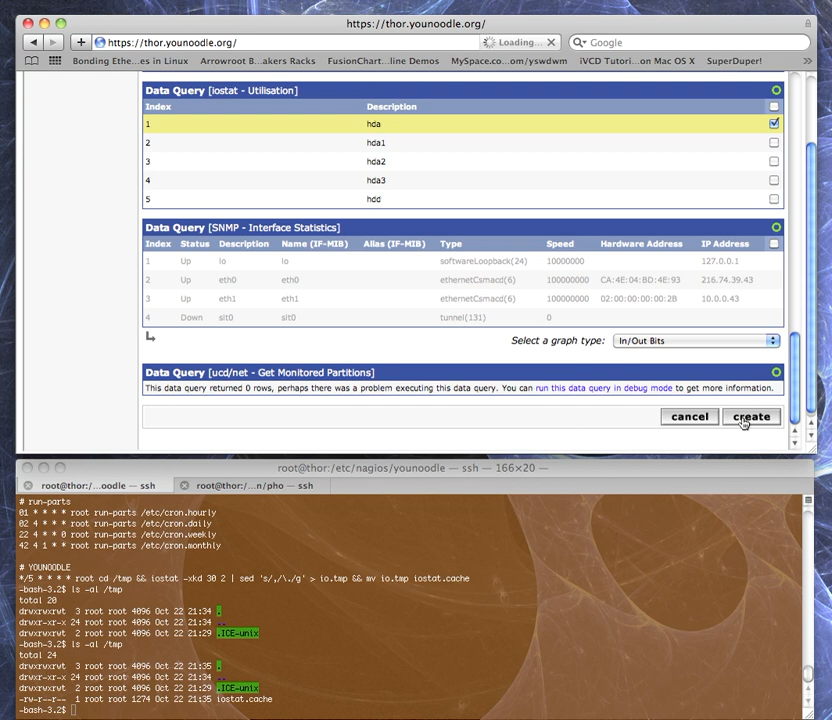 https://thor.younoodle.org/
https://thor.younoodle.org/ Loading... Google
Bonding Ethe...es in Linux Arrowroot B...akers Racks FusionChart...line Demos MySpace.co...om/yswdwm iVCD Tutori...on Mac OS X SuperDuper! »
Data Query [iostat - Utilisation]
Index Description
1 hda
2 hda1
3 hda2
4 hda3
5 hdd
Data Query [SNMP - Interface Statistics]
Index Status Description Name (IF-MIB) Alias (IF-MIB) Type Speed Hardware Address IP Address
1 Up lo lo softwareLoopback(24) 10000000 127.0.0.1
2 Up eth0 eth0 ethernetCsmacd(6) 100000000 CA:4E:04:BD:4E:93 216.74.39.43
3 Up eth1 eth1 ethernetCsmacd(6) 100000000 02:00:00:00:00:2B 10.0.0.43
4 Down sit0 sit0 tunnel(131) 0
Select a graph type: In/Out Bits
Data Query [ucd/net - Get Monitored Partitions]
This data query returned 0 rows, perhaps there was a problem executing this data query. You can run this data query in debug mode to get more information.
cancel create
root@thor:/etc/nagios/younoodle — ssh — 166×20 —
root@thor:/...oodle — ssh root@thor:/...n/pho — ssh
# run-parts
01 * * * * root run-parts /etc/cron.hourly
02 4 * * * root run-parts /etc/cron.daily
22 4 * * 0 root run-parts /etc/cron.weekly
42 4 1 * * root run-parts /etc/cron.monthly
# YOUNOODLE
*/5 * * * * root cd /tmp && iostat -xkd 30 2 | sed 's/,/\./g' > io.tmp && mv io.tmp iostat.cache
-bash-3.2$ ls -al /tmp
total 20
drwxrwxrwt 3 root root 4096 Oct 22 21:34 .
drwxr-xr-x 24 root root 4096 Oct 22 21:34 ..
drwxrwxrwt 2 root root 4096 Oct 22 21:29 .ICE-unix
-bash-3.2$ ls -al /tmp
total 24
drwxrwxrwt 3 root root 4096 Oct 22 21:35 .
drwxr-xr-x 24 root root 4096 Oct 22 21:34 ..
drwxrwxrwt 2 root root 4096 Oct 22 21:29 .ICE-unix
-rw-r--r-- 1 root root 1274 Oct 22 21:35 iostat.cache
-bash-3.2$